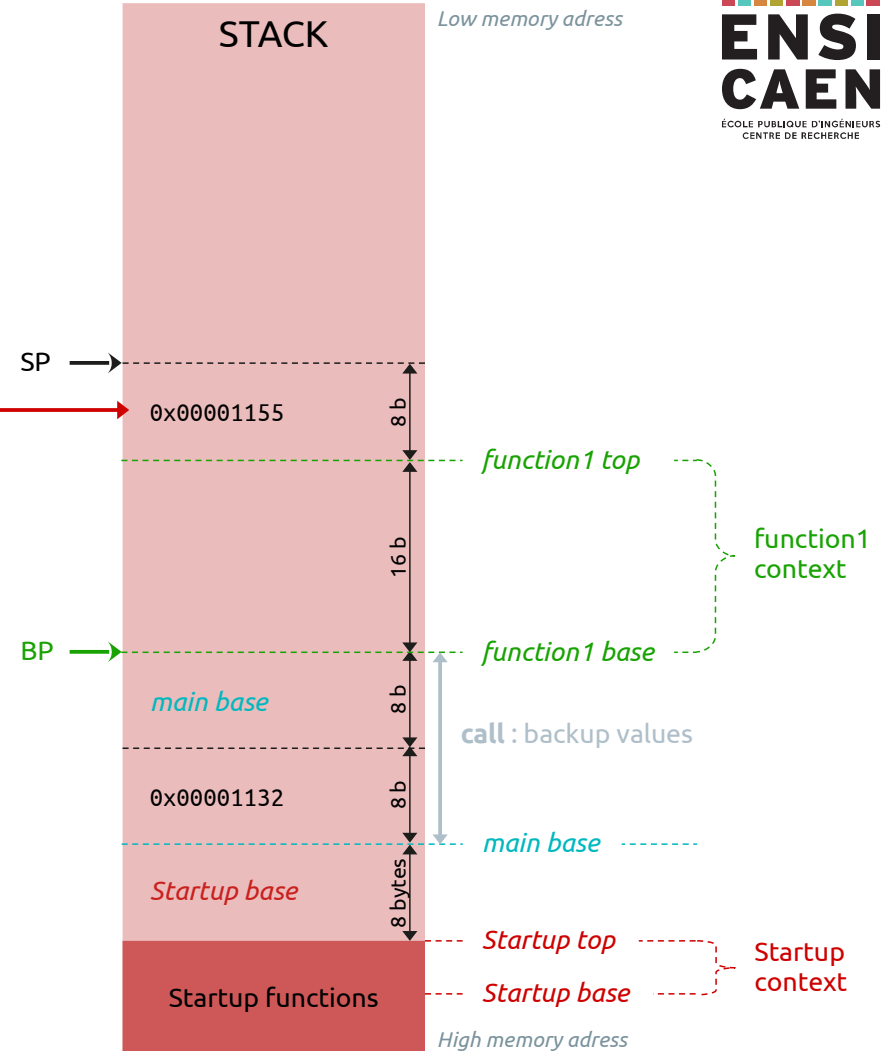 STACK
Low memory adress
ENSI
CAEN
ÉCOLE PUBLIQUE D'INGÉNIEURS
CENTRE DE RECHERCHE
SP
0x00001155
8 b
function1 top
16 b
function1
context
BP
function1 base
main base
8 b
call : backup values
0x00001132
8 b
main base
Startup base
8 bytes
Startup top
Startup
context
Startup functions
Startup base
High memory adress